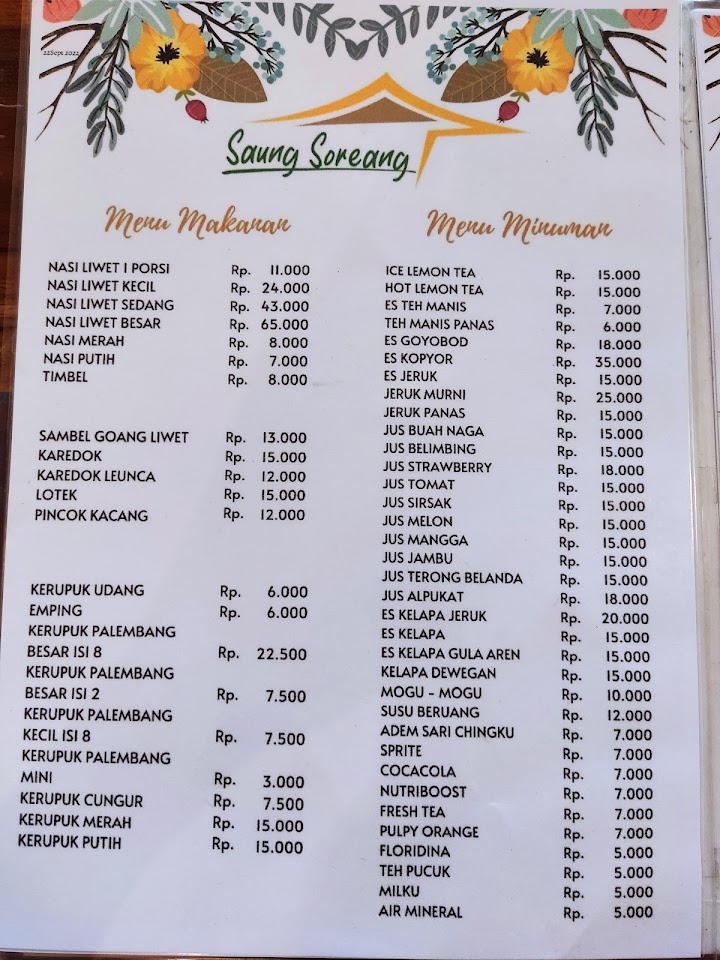 22Sept 2022
Saung Soreang
Menu Makanan
NASI LIWET 1 PORSI Rp. 11.000
NASI LIWET KECIL Rp. 24.000
NASI LIWET SEDANG Rp. 43.000
NASI LIWET BESAR Rp. 65.000
NASI MERAH Rp. 8.000
NASI PUTIH Rp. 7.000
TIMBEL Rp. 8.000
SAMBEL GOANG LIWET Rp. 13.000
KAREDOK Rp. 15.000
KAREDOK LEUNCA Rp. 12.000
LOTEK Rp. 15.000
PINCOK KACANG Rp. 12.000
KERUPUK UDANG Rp. 6.000
EMPING Rp. 6.000
KERUPUK PALEMBANG
BESAR ISI 8 Rp. 22.500
KERUPUK PALEMBANG
BESAR ISI 2 Rp. 7.500
KERUPUK PALEMBANG
KECIL ISI 8 Rp. 7.500
KERUPUK PALEMBANG
MINI Rp. 3.000
KERUPUK CUNGUR Rp. 7.500
KERUPUK MERAH Rp. 15.000
KERUPUK PUTIH Rp. 15.000
Menu Minuman
ICE LEMON TEA Rp. 15.000
HOT LEMON TEA Rp. 15.000
ES TEH MANIS Rp. 7.000
TEH MANIS PANAS Rp. 6.000
ES GOYOBOD Rp. 18.000
ES KOPYOR Rp. 35.000
ES JERUK Rp. 15.000
JERUK MURNI Rp. 25.000
JERUK PANAS Rp. 15.000
JUS BUAH NAGA Rp. 15.000
JUS BELIMBING Rp. 15.000
JUS STRAWBERRY Rp. 18.000
JUS TOMAT Rp. 15.000
JUS SIRSAK Rp. 15.000
JUS MELON Rp. 15.000
JUS MANGGA Rp. 15.000
JUS JAMBU Rp. 15.000
JUS TERONG BELANDA Rp. 15.000
JUS ALPUKAT Rp. 18.000
ES KELAPA JERUK Rp. 20.000
ES KELAPA Rp. 15.000
ES KELAPA GULA AREN Rp. 15.000
KELAPA DEWEGAN Rp. 15.000
MOGU - MOGU Rp. 10.000
SUSU BERUANG Rp. 12.000
ADEM SARI CHINGKU Rp. 7.000
SPRITE Rp. 7.000
COCACOLA Rp. 7.000
NUTRIBOOST Rp. 7.000
FRESH TEA Rp. 7.000
PULPY ORANGE Rp. 7.000
FLORIDINA Rp. 5.000
TEH PUCUK Rp. 5.000
MILKU Rp. 5.000
AIR MINERAL Rp. 5.000